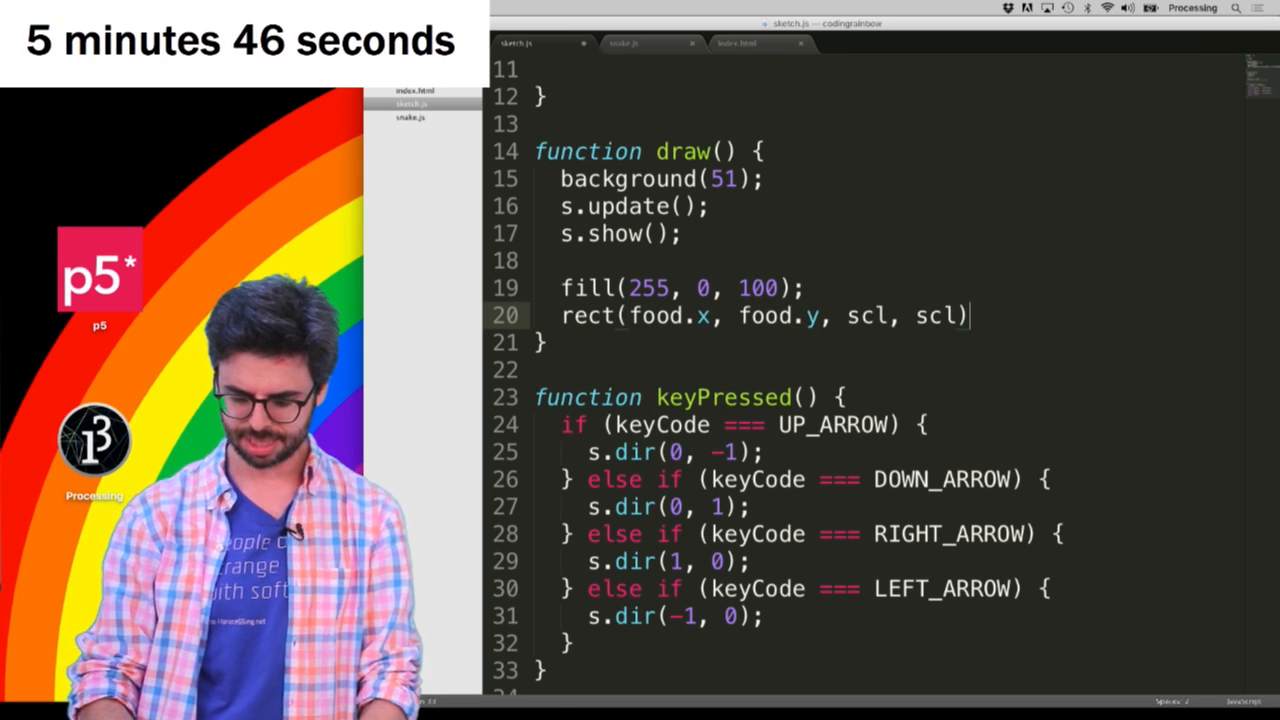 5 minutes 46 seconds
Processing
sketch.js — codingrainbow
sketch.js
snake.js
index.html
index.html
sketch.js
snake.js
11
12 }
13
14 function draw() {
15 background(51);
16 s.update();
17 s.show();
18
19 fill(255, 0, 100);
20 rect(food.x, food.y, scl, scl)
21 }
22
23 function keyPressed() {
24 if (keyCode === UP_ARROW) {
25 s.dir(0, -1);
26 } else if (keyCode === DOWN_ARROW) {
27 s.dir(0, 1);
28 } else if (keyCode === RIGHT_ARROW) {
29 s.dir(1, 0);
30 } else if (keyCode === LEFT_ARROW) {
31 s.dir(-1, 0);
32 }
33 }
p5*
p5
Processing
eople c
trange
with soft
Spaces: 2
JavaScript